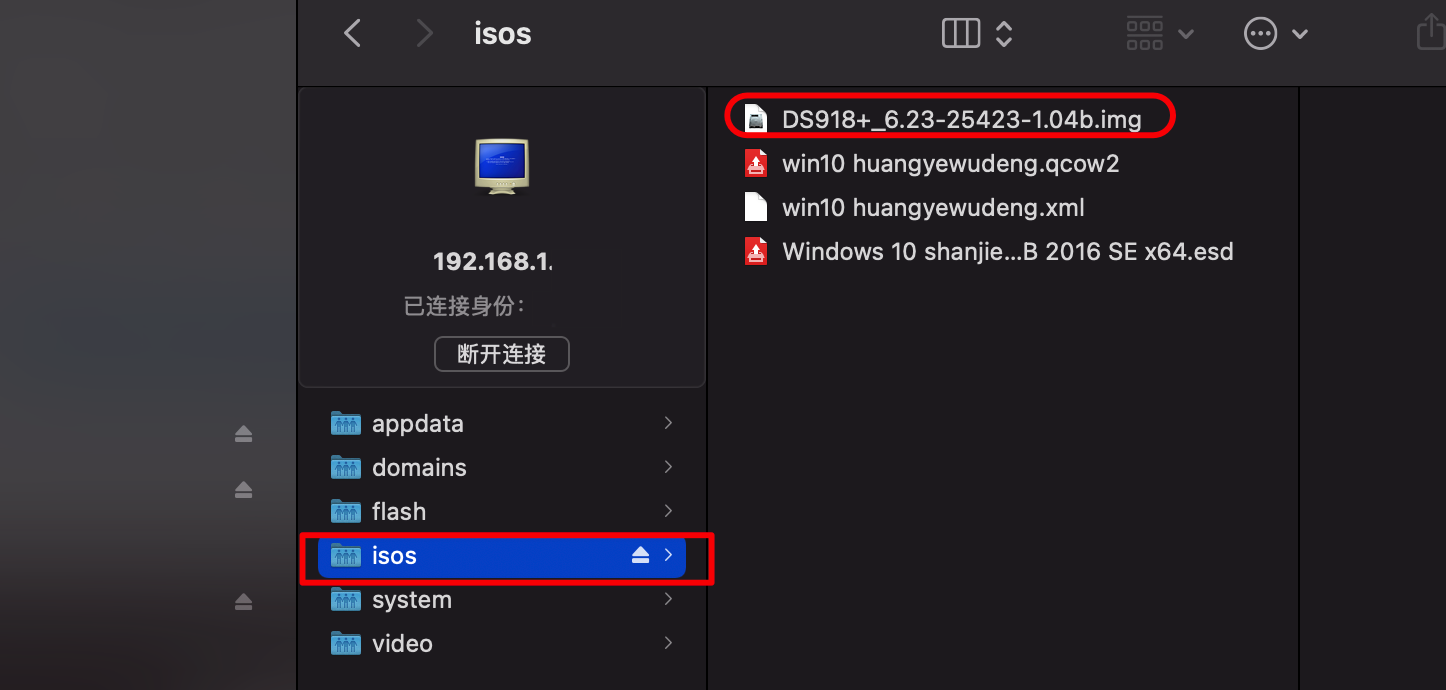 isos
192.168.1.
已连接身份：
断开连接
appdata
domains
flash
isos
system
video
DS918+_6.23-25423-1.04b.img
win10 huangyewudeng.qcow2
win10 huangyewudeng.xml
Windows 10 shanjie...B 2016 SE x64.esd